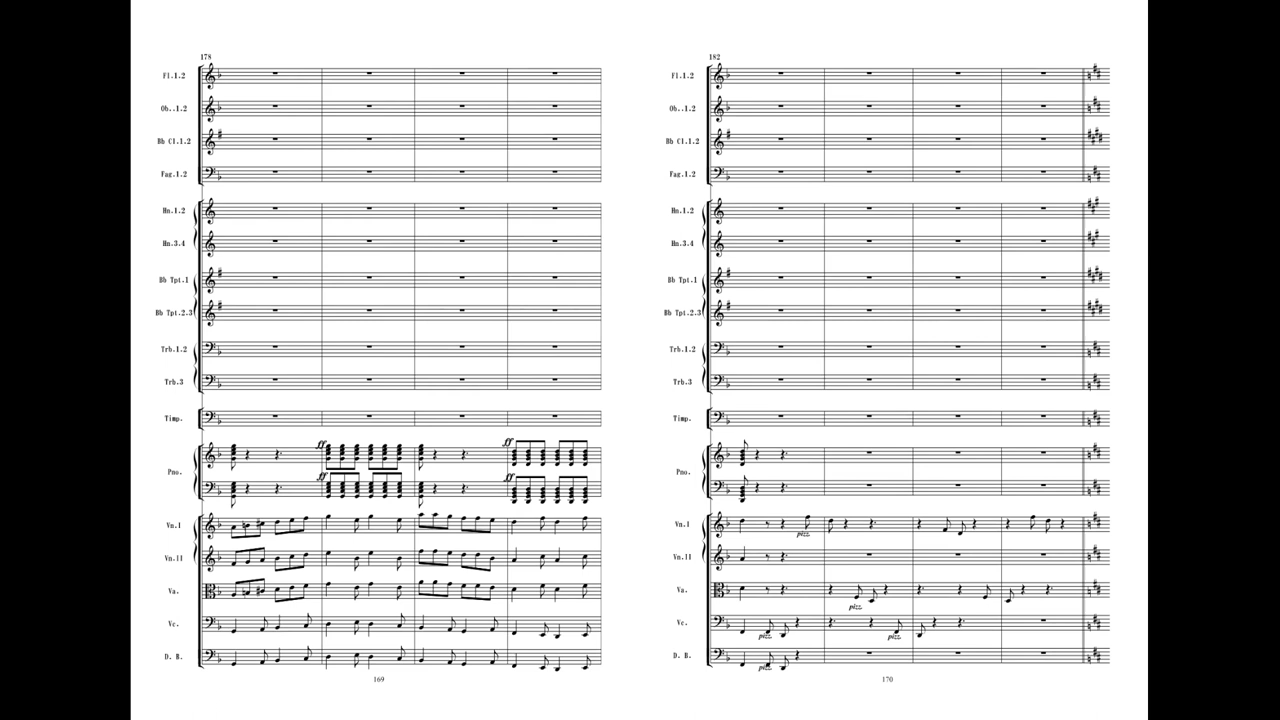 178
Fl.1.2
Ob..1.2
Bb Cl.1.2
Fag.1.2
Hn.1.2
Hn.3.4
Bb Tpt.1
Bb Tpt.2.3
Trb.1.2
Trb.3
Timp.
ff
ff
Pno.
ff
ff
Vn.I
Vn.II
Va.
Vc.
D. B.
169
182
Fl.1.2
Ob..1.2
Bb Cl.1.2
Fag.1.2
Hn.1.2
Hn.3.4
Bb Tpt.1
Bb Tpt.2.3
Trb.1.2
Trb.3
Timp.
Pno.
Vn.I
pizz.
Vn.II
Va.
pizz.
Vc.
pizz. pizz.
D. B.
pizz.
170